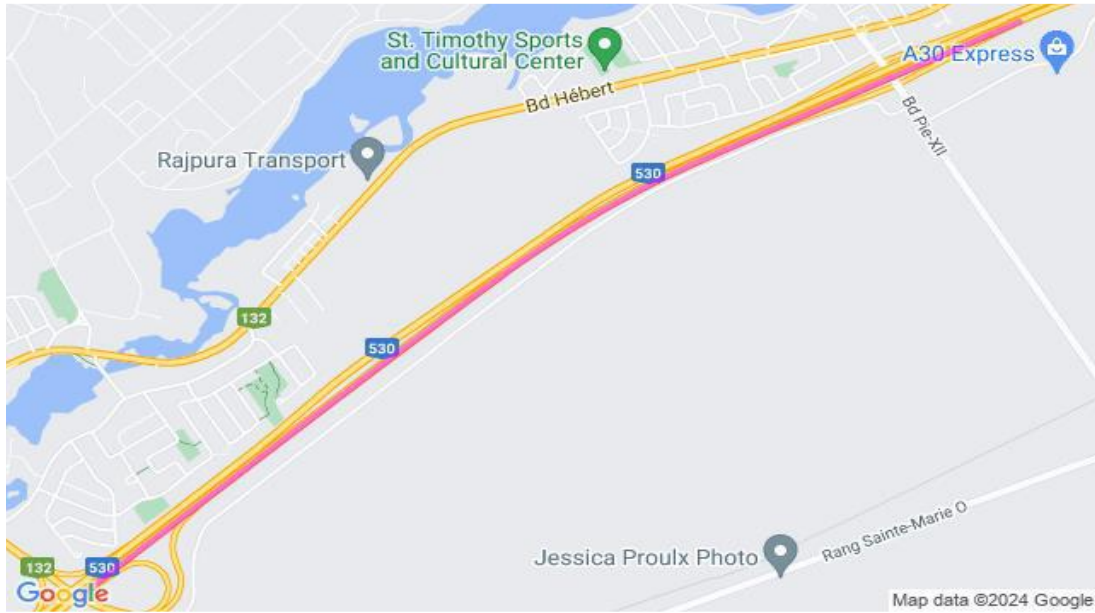 St. Timothy Sports
and Cultural Center
A30 Express
Bd Hébert
Bd Pie-XII
Rajpura Transport
530
132
530
Rang Sainte-Marie O
Jessica Proulx Photo
132
530
Google
Map data ©2024 Google